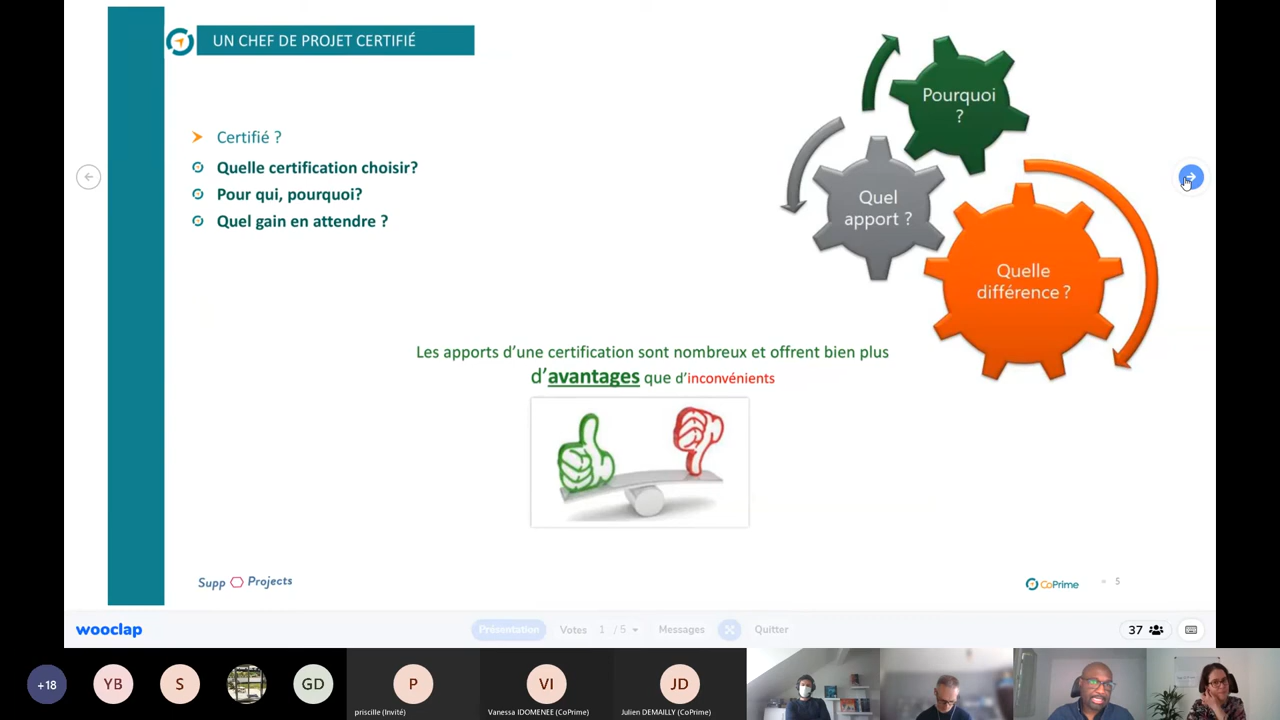 UN CHEF DE PROJET CERTIFIÉ
Certifié ?
Quelle certification choisir?
Pour qui, pourquoi?
Quel gain en attendre ?
Pourquoi
?
Quel
apport ?
Quelle
différence ?
Les apports d’une certification sont nombreux et offrent bien plus
d’avantages que d’inconvénients
Supp Projects
CoPrime
5
wooclap
Présentation
Votes 1 / 5
Messages
Quitter
37
+18
YB
S
GD
P
priscille (Invité)
VI
Vanessa IDOMENEE (CoPrime)
JD
Julien DEMAILLY (CoPrime)